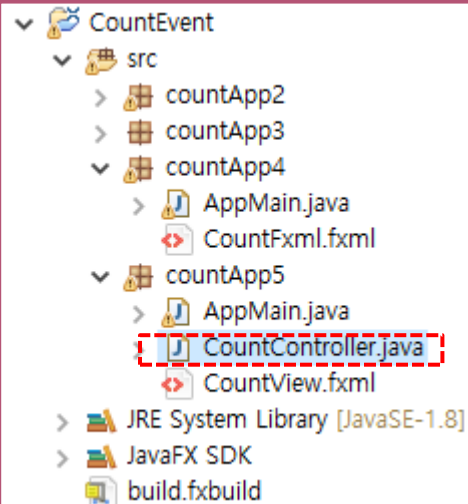 CountEvent
src
countApp2
countApp3
countApp4
AppMain.java
CountFxml.fxml
countApp5
AppMain.java
CountController.java
CountView.fxml
JRE System Library [JavaSE-1.8]
JavaFX SDK
build.fxbuild